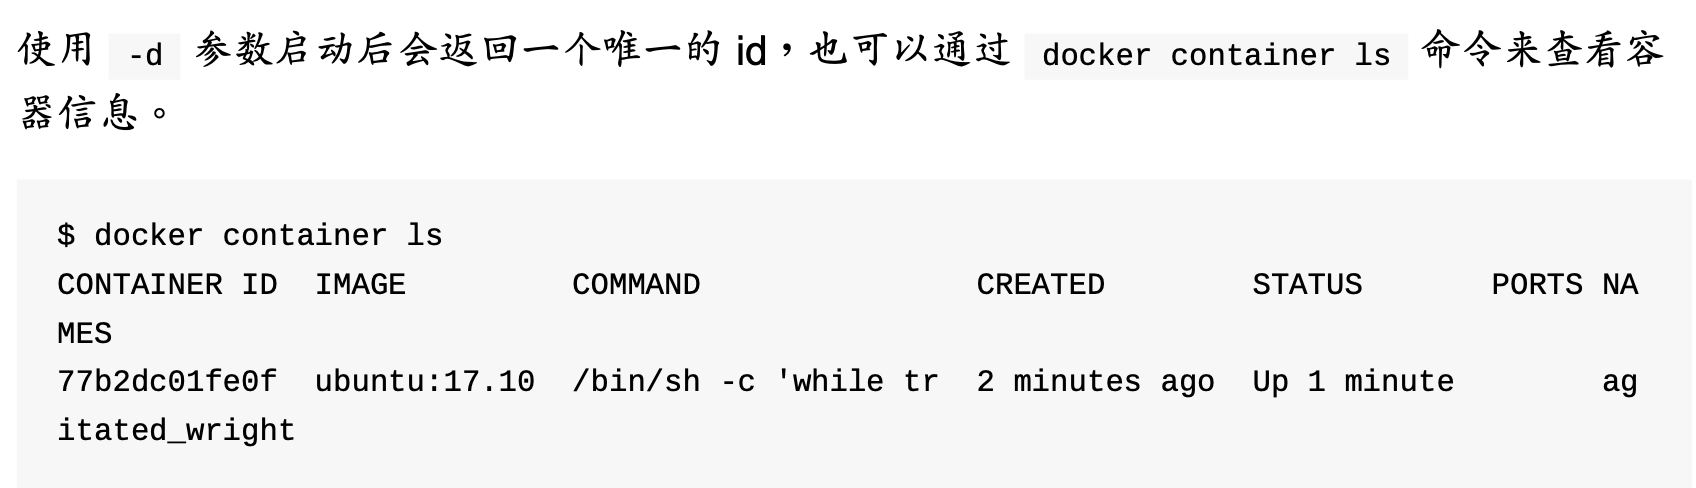 使用 -d 参数启动后会返回一个唯一的 id，也可以通过 docker container ls 命令来查看容
器信息。
$ docker container ls
CONTAINER ID  IMAGE         COMMAND               CREATED        STATUS       PORTS NA
MES
77b2dc01fe0f  ubuntu:17.10  /bin/sh -c 'while tr  2 minutes ago  Up 1 minute        ag
itated_wright